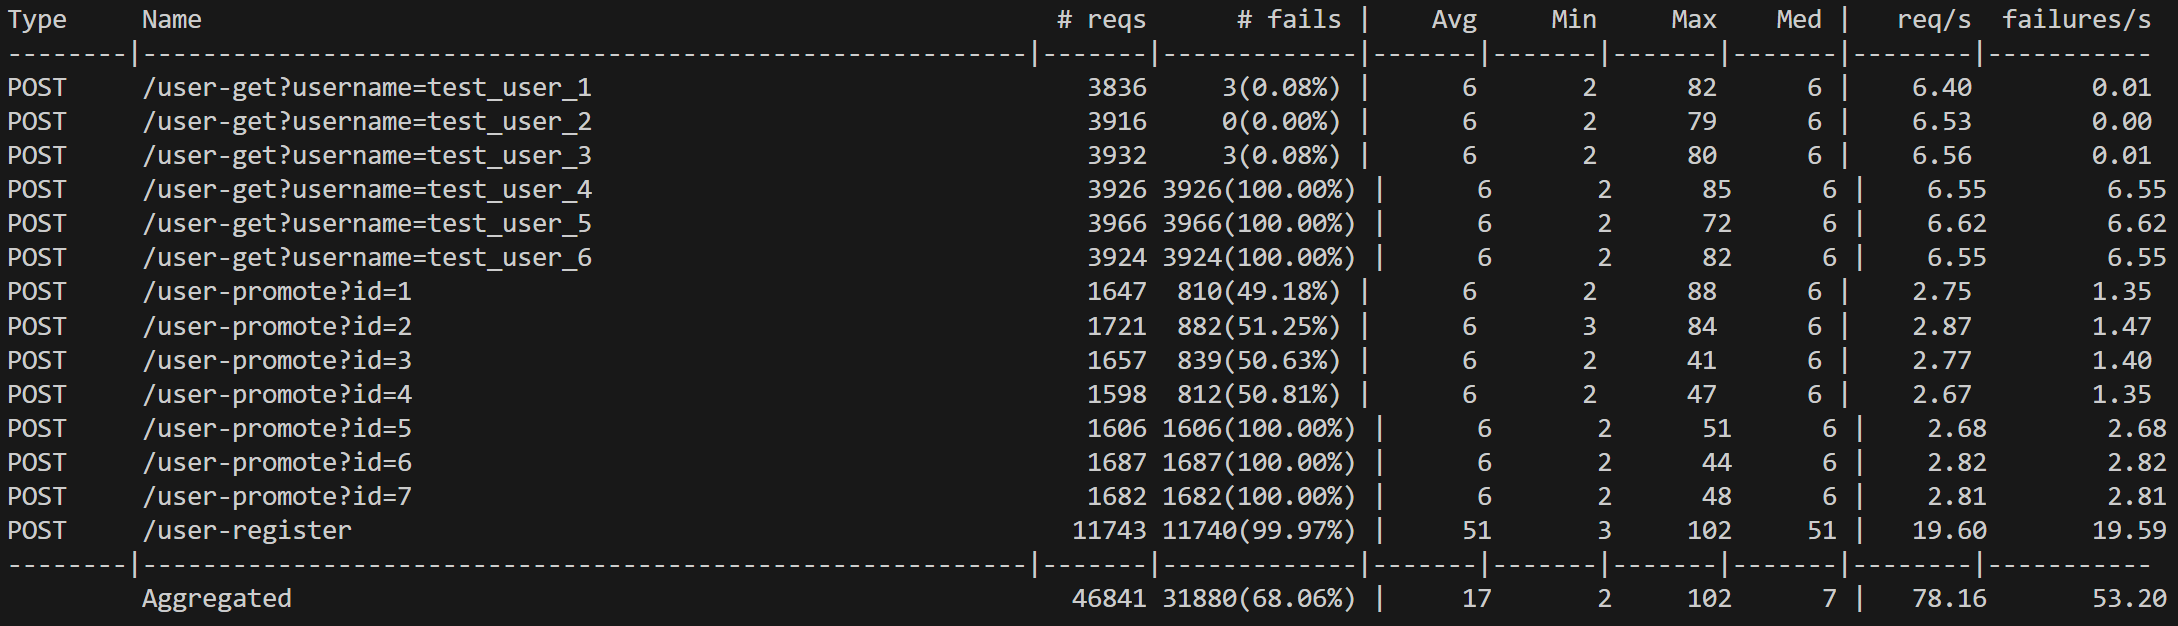 Type     Name                                                                          # reqs      # fails |    Avg     Min     Max    Med |   req/s  failures/s
--------|-----------------------------------------------------------|-------|-------------|-------|-------|-------|-------|--------|-----------
POST     /user-get?username=test_user_1                                 3836     3(0.08%) |      6       2      82      6 |    6.40        0.01
POST     /user-get?username=test_user_2                                 3916     0(0.00%) |      6       2      79      6 |    6.53        0.00
POST     /user-get?username=test_user_3                                 3932     3(0.08%) |      6       2      80      6 |    6.56        0.01
POST     /user-get?username=test_user_4                                 3926 3926(100.00%) |      6       2      85      6 |    6.55        6.55
POST     /user-get?username=test_user_5                                 3966 3966(100.00%) |      6       2      72      6 |    6.62        6.62
POST     /user-get?username=test_user_6                                 3924 3924(100.00%) |      6       2      82      6 |    6.55        6.55
POST     /user-promote?id=1                                             1647  810(49.18%) |      6       2      88      6 |    2.75        1.35
POST     /user-promote?id=2                                             1721  882(51.25%) |      6       3      84      6 |    2.87        1.47
POST     /user-promote?id=3                                             1657  839(50.63%) |      6       2      41      6 |    2.77        1.40
POST     /user-promote?id=4                                             1598  812(50.81%) |      6       2      47      6 |    2.67        1.35
POST     /user-promote?id=5                                             1606 1606(100.00%) |      6       2      51      6 |    2.68        2.68
POST     /user-promote?id=6                                             1687 1687(100.00%) |      6       2      44      6 |    2.82        2.82
POST     /user-promote?id=7                                             1682 1682(100.00%) |      6       2      48      6 |    2.81        2.81
POST     /user-register                                                11743 11740(99.97%) |     51       3     102     51 |   19.60       19.59
--------|-----------------------------------------------------------|-------|-------------|-------|-------|-------|-------|--------|-----------
         Aggregated                                                    46841 31880(68.06%) |     17       2     102      7 |   78.16       53.20